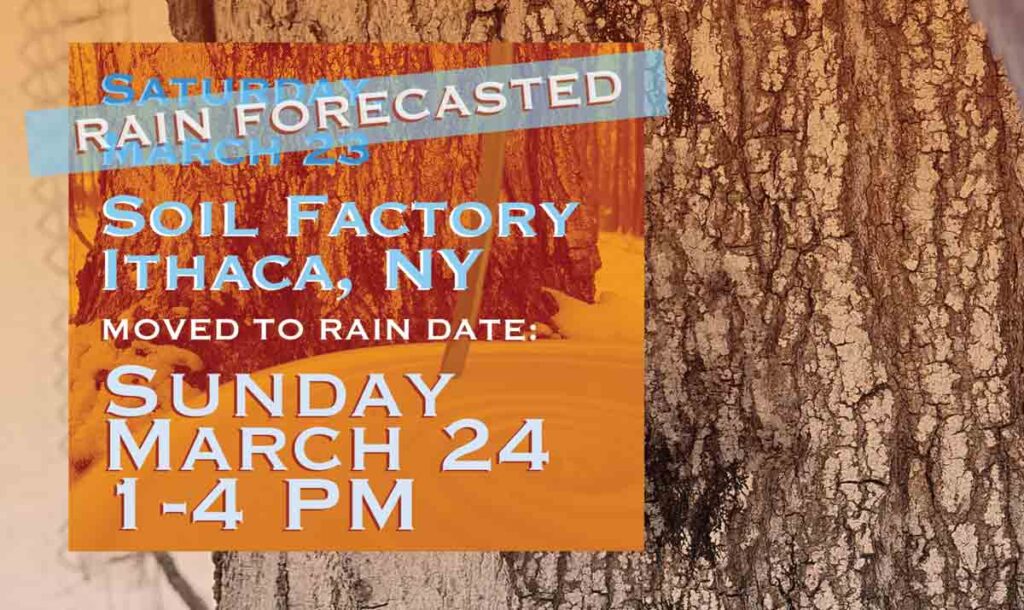 SATURDAY
RAIN FORECASTED
MARCH 23
SOIL FACTORY
ITHACA, NY
MOVED TO RAIN DATE:
SUNDAY
MARCH 24
1-4 PM